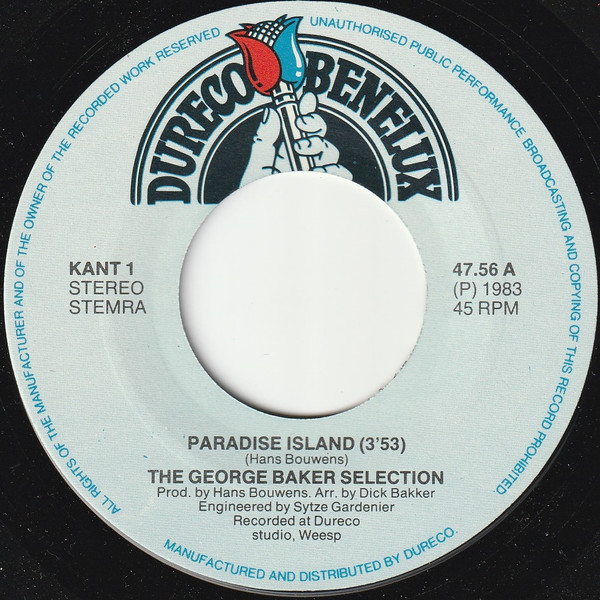 ALL RIGHTS OF THE MANUFACTURER AND OF THE OWNER OF THE RECORDED WORK RESERVED
UNAUTHORISED PUBLIC PERFORMANCE BROADCASTING AND COPYING OF THIS RECORD PROHIBITED
DURECO BENELUX
KANT 1
STEREO
STEMRA
47.56 A
(P) 1983
45 RPM
PARADISE ISLAND (3'53)
(Hans Bouwens)
THE GEORGE BAKER SELECTION
Prod. by Hans Bouwens. Arr. by Dick Bakker
Engineered by Sytze Gardenier
Recorded at Dureco
studio, Weesp
MANUFACTURED AND DISTRIBUTED BY DURECO.